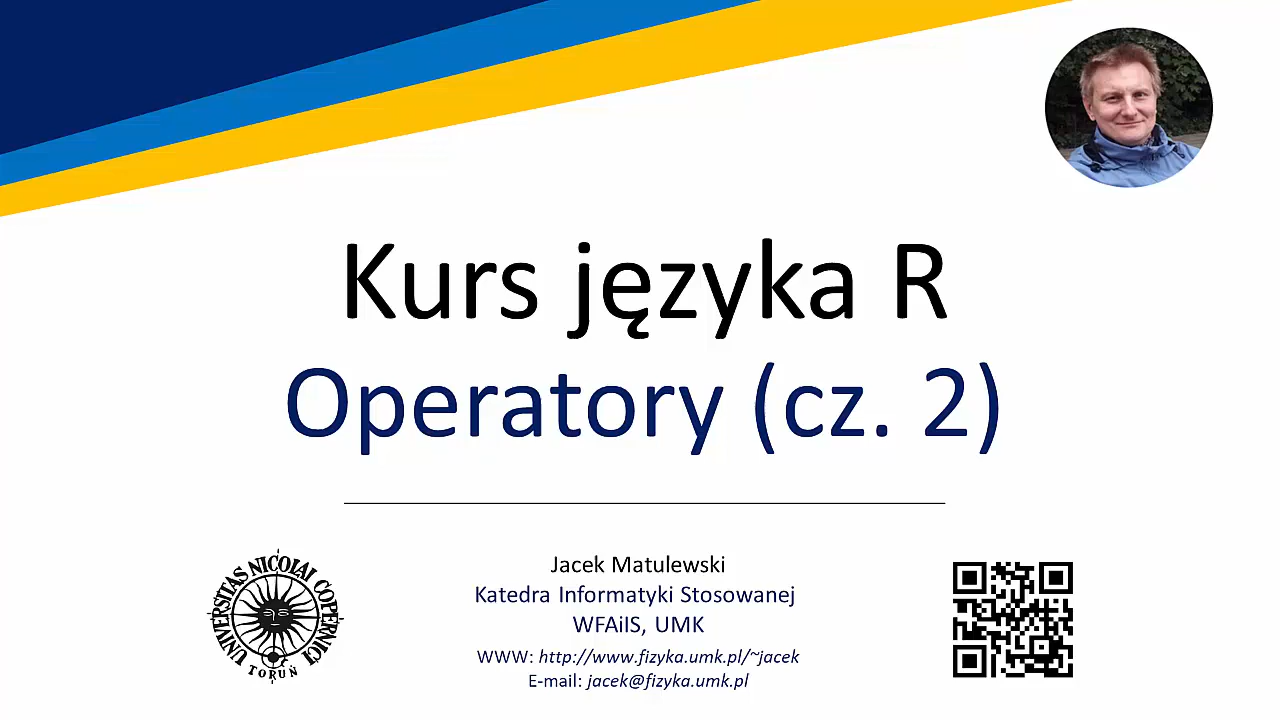 Kurs języka R
Operatory (cz. 2)
UNIVERSITAS NICOLAI COPERNICI
TORUŃ
Jacek Matulewski
Katedra Informatyki Stosowanej
WFAiIS, UMK
WWW: http://www.fizyka.umk.pl/~jacek
E-mail: jacek@fizyka.umk.pl